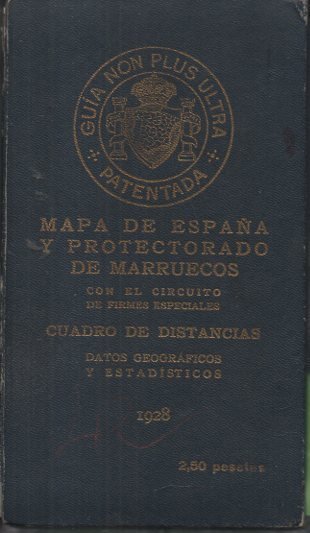 GUÍA NON PLUS ULTRA
PATENTADA
MAPA DE ESPAÑA
Y PROTECTORADO
DE MARRUECOS
CON EL CIRCUITO
DE FIRMES ESPECIALES
CUADRO DE DISTANCIAS
DATOS GEOGRÁFICOS
Y ESTADÍSTICOS
1928
2,50 pesetas